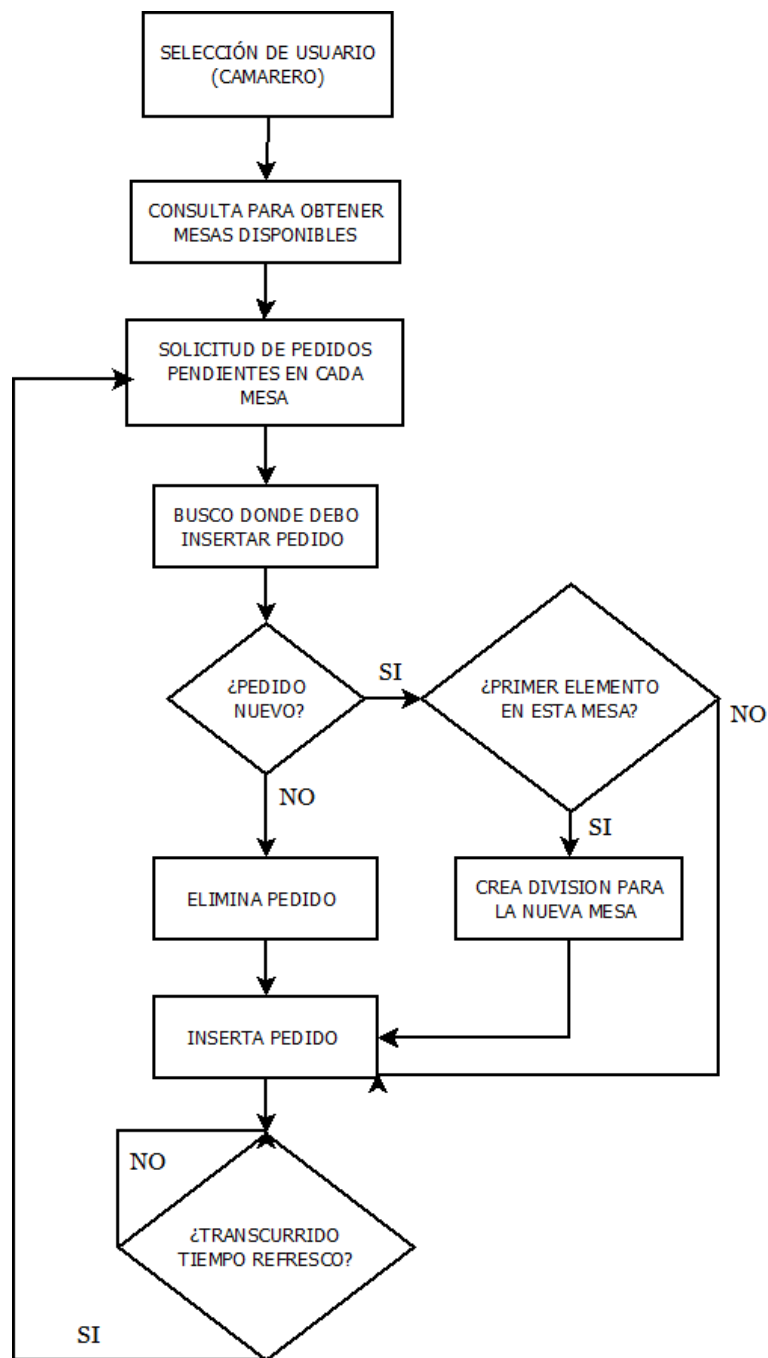 SELECCIÓN DE USUARIO
(CAMARERO)
CONSULTA PARA OBTENER
MESAS DISPONIBLES
SOLICITUD DE PEDIDOS
PENDIENTES EN CADA
MESA
BUSCO DONDE DEBO
INSERTAR PEDIDO
¿PEDIDO
NUEVO?
SI
¿PRIMER ELEMENTO
EN ESTA MESA?
NO
NO
SI
ELIMINA PEDIDO
CREA DIVISION PARA
LA NUEVA MESA
INSERTA PEDIDO
NO
¿TRANSCURRIDO
TIEMPO REFRESCO?
SI